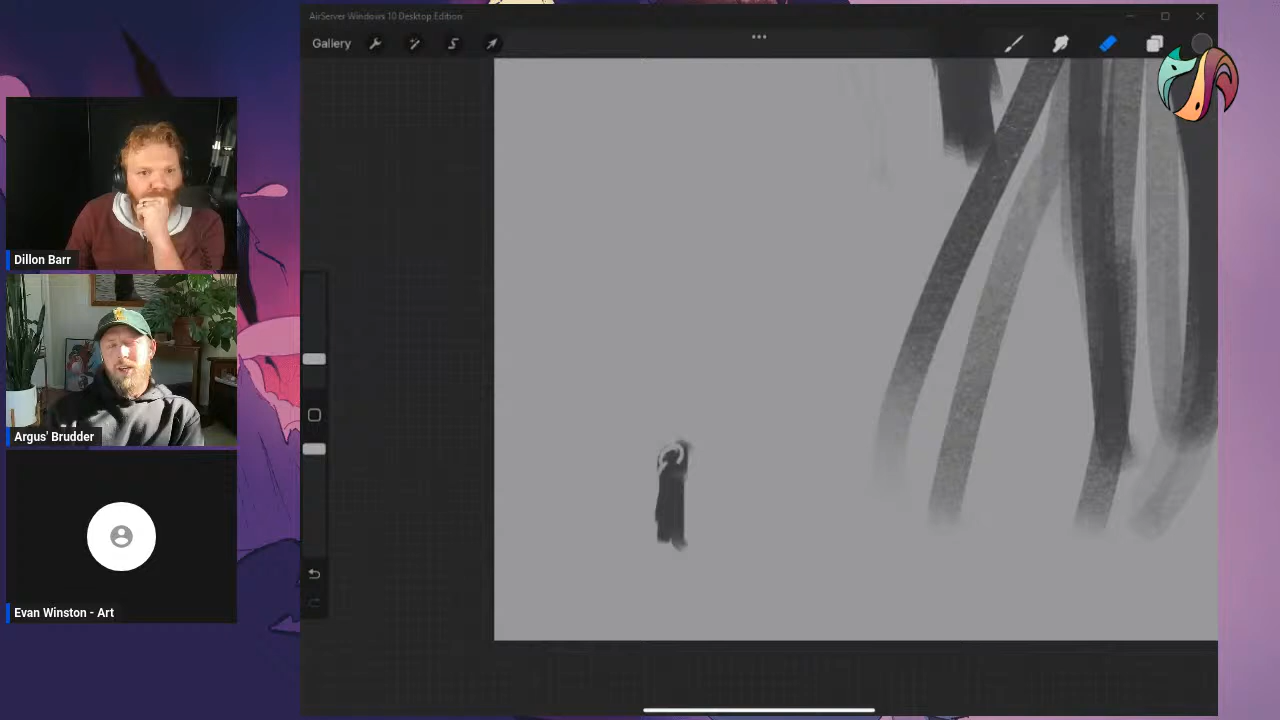 AirServer Windows 10 Desktop Edition
Gallery
Dillon Barr
Argus' Brudder
Evan Winston - Art